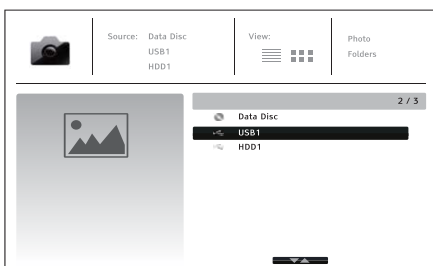 Source: Data Disc
USB1
HDD1
View:
Photo
Folders
2 / 3
Data Disc
USB1
HDD1